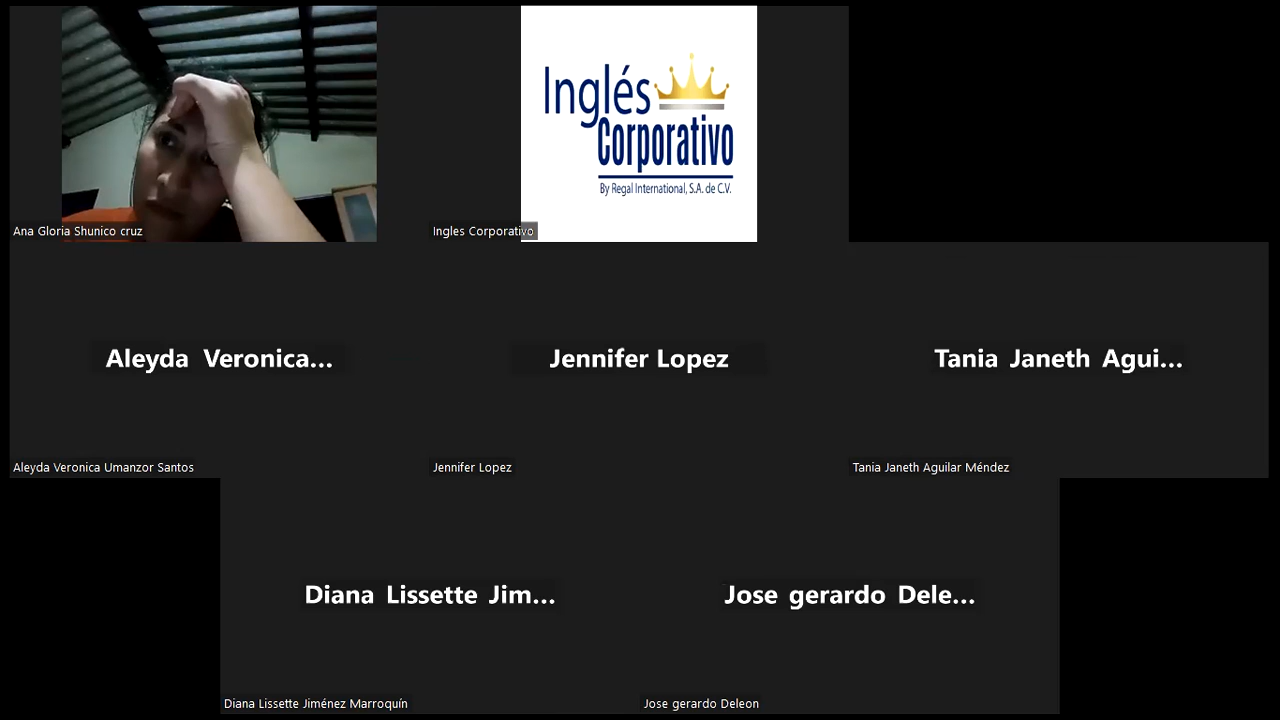 Inglés
Corporativo
By Regal International, S.A. de C.V.
Ana Gloria Shunico cruz
Ingles Corporativo
Aleyda Veronica...
Jennifer Lopez
Tania Janeth Agui...
Aleyda Veronica Umanzor Santos
Jennifer Lopez
Tania Janeth Aguilar Méndez
Diana Lissette Jim...
Jose gerardo Dele...
Diana Lissette Jiménez Marroquín
Jose gerardo Deleon